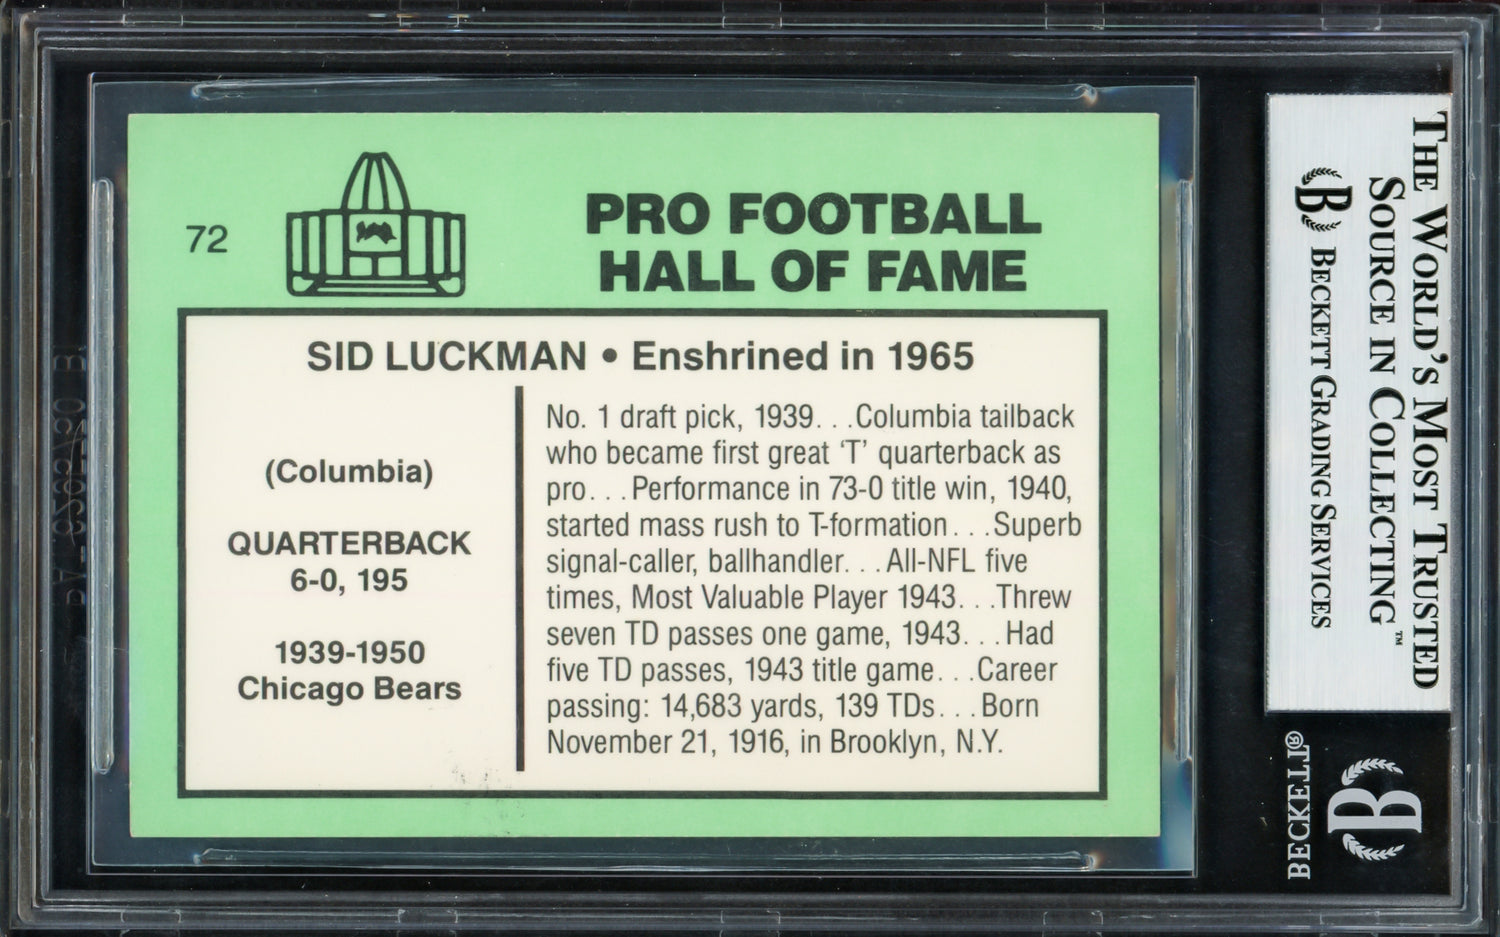 72
PRO FOOTBALL
HALL OF FAME
SID LUCKMAN • Enshrined in 1965
(Columbia)
QUARTERBACK
6-0, 195
1939-1950
Chicago Bears
No. 1 draft pick, 1939. . .Columbia tailback
who became first great ‘T’ quarterback as
pro. . .Performance in 73-0 title win, 1940,
started mass rush to T-formation. . .Superb
signal-caller, ballhandler. . .All-NFL five
times, Most Valuable Player 1943. . .Threw
seven TD passes one game, 1943. . .Had
five TD passes, 1943 title game. . .Career
passing: 14,683 yards, 139 TDs. . .Born
November 21, 1916, in Brooklyn, N.Y.
THE WORLD'S MOST TRUSTED
SOURCE IN COLLECTING™
B BECKETT GRADING SERVICES
BECKETT®
B